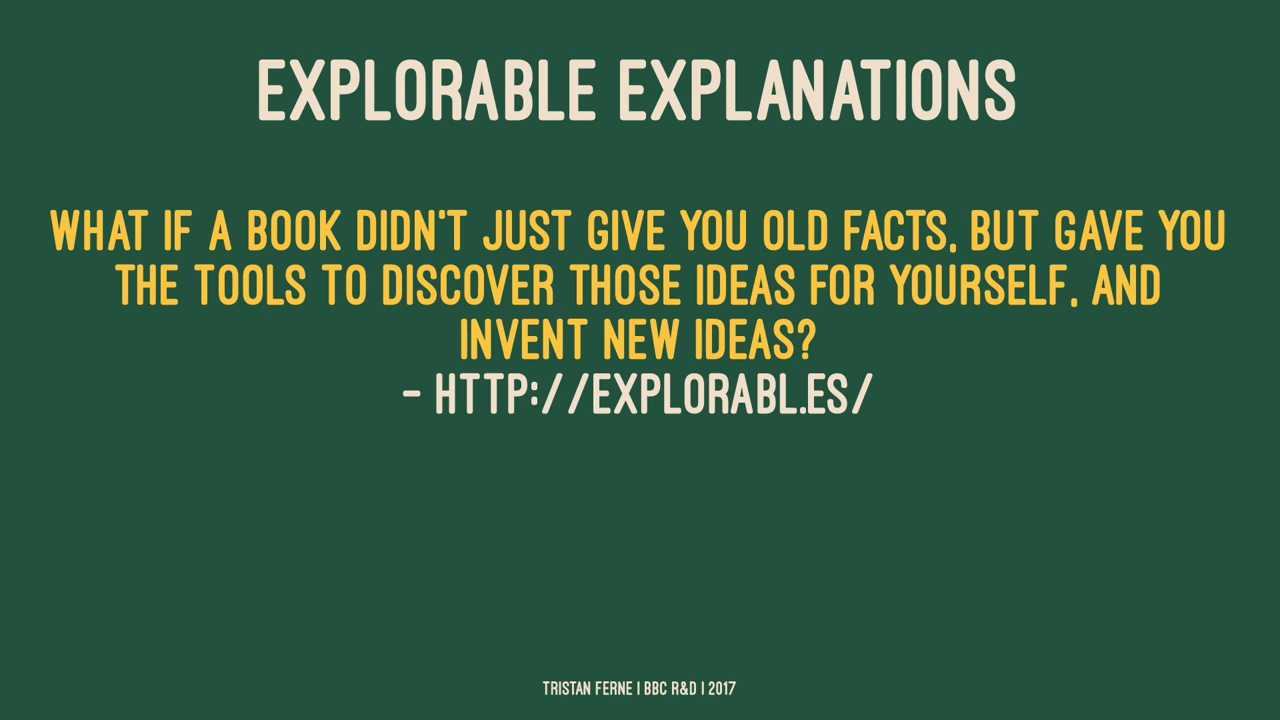 EXPLORABLE EXPLANATIONS
WHAT IF A BOOK DIDN'T JUST GIVE YOU OLD FACTS, BUT GAVE YOU
THE TOOLS TO DISCOVER THOSE IDEAS FOR YOURSELF, AND
INVENT NEW IDEAS?
- HTTP://EXPLORABL.ES/
TRISTAN FERNE | BBC R&D | 2017